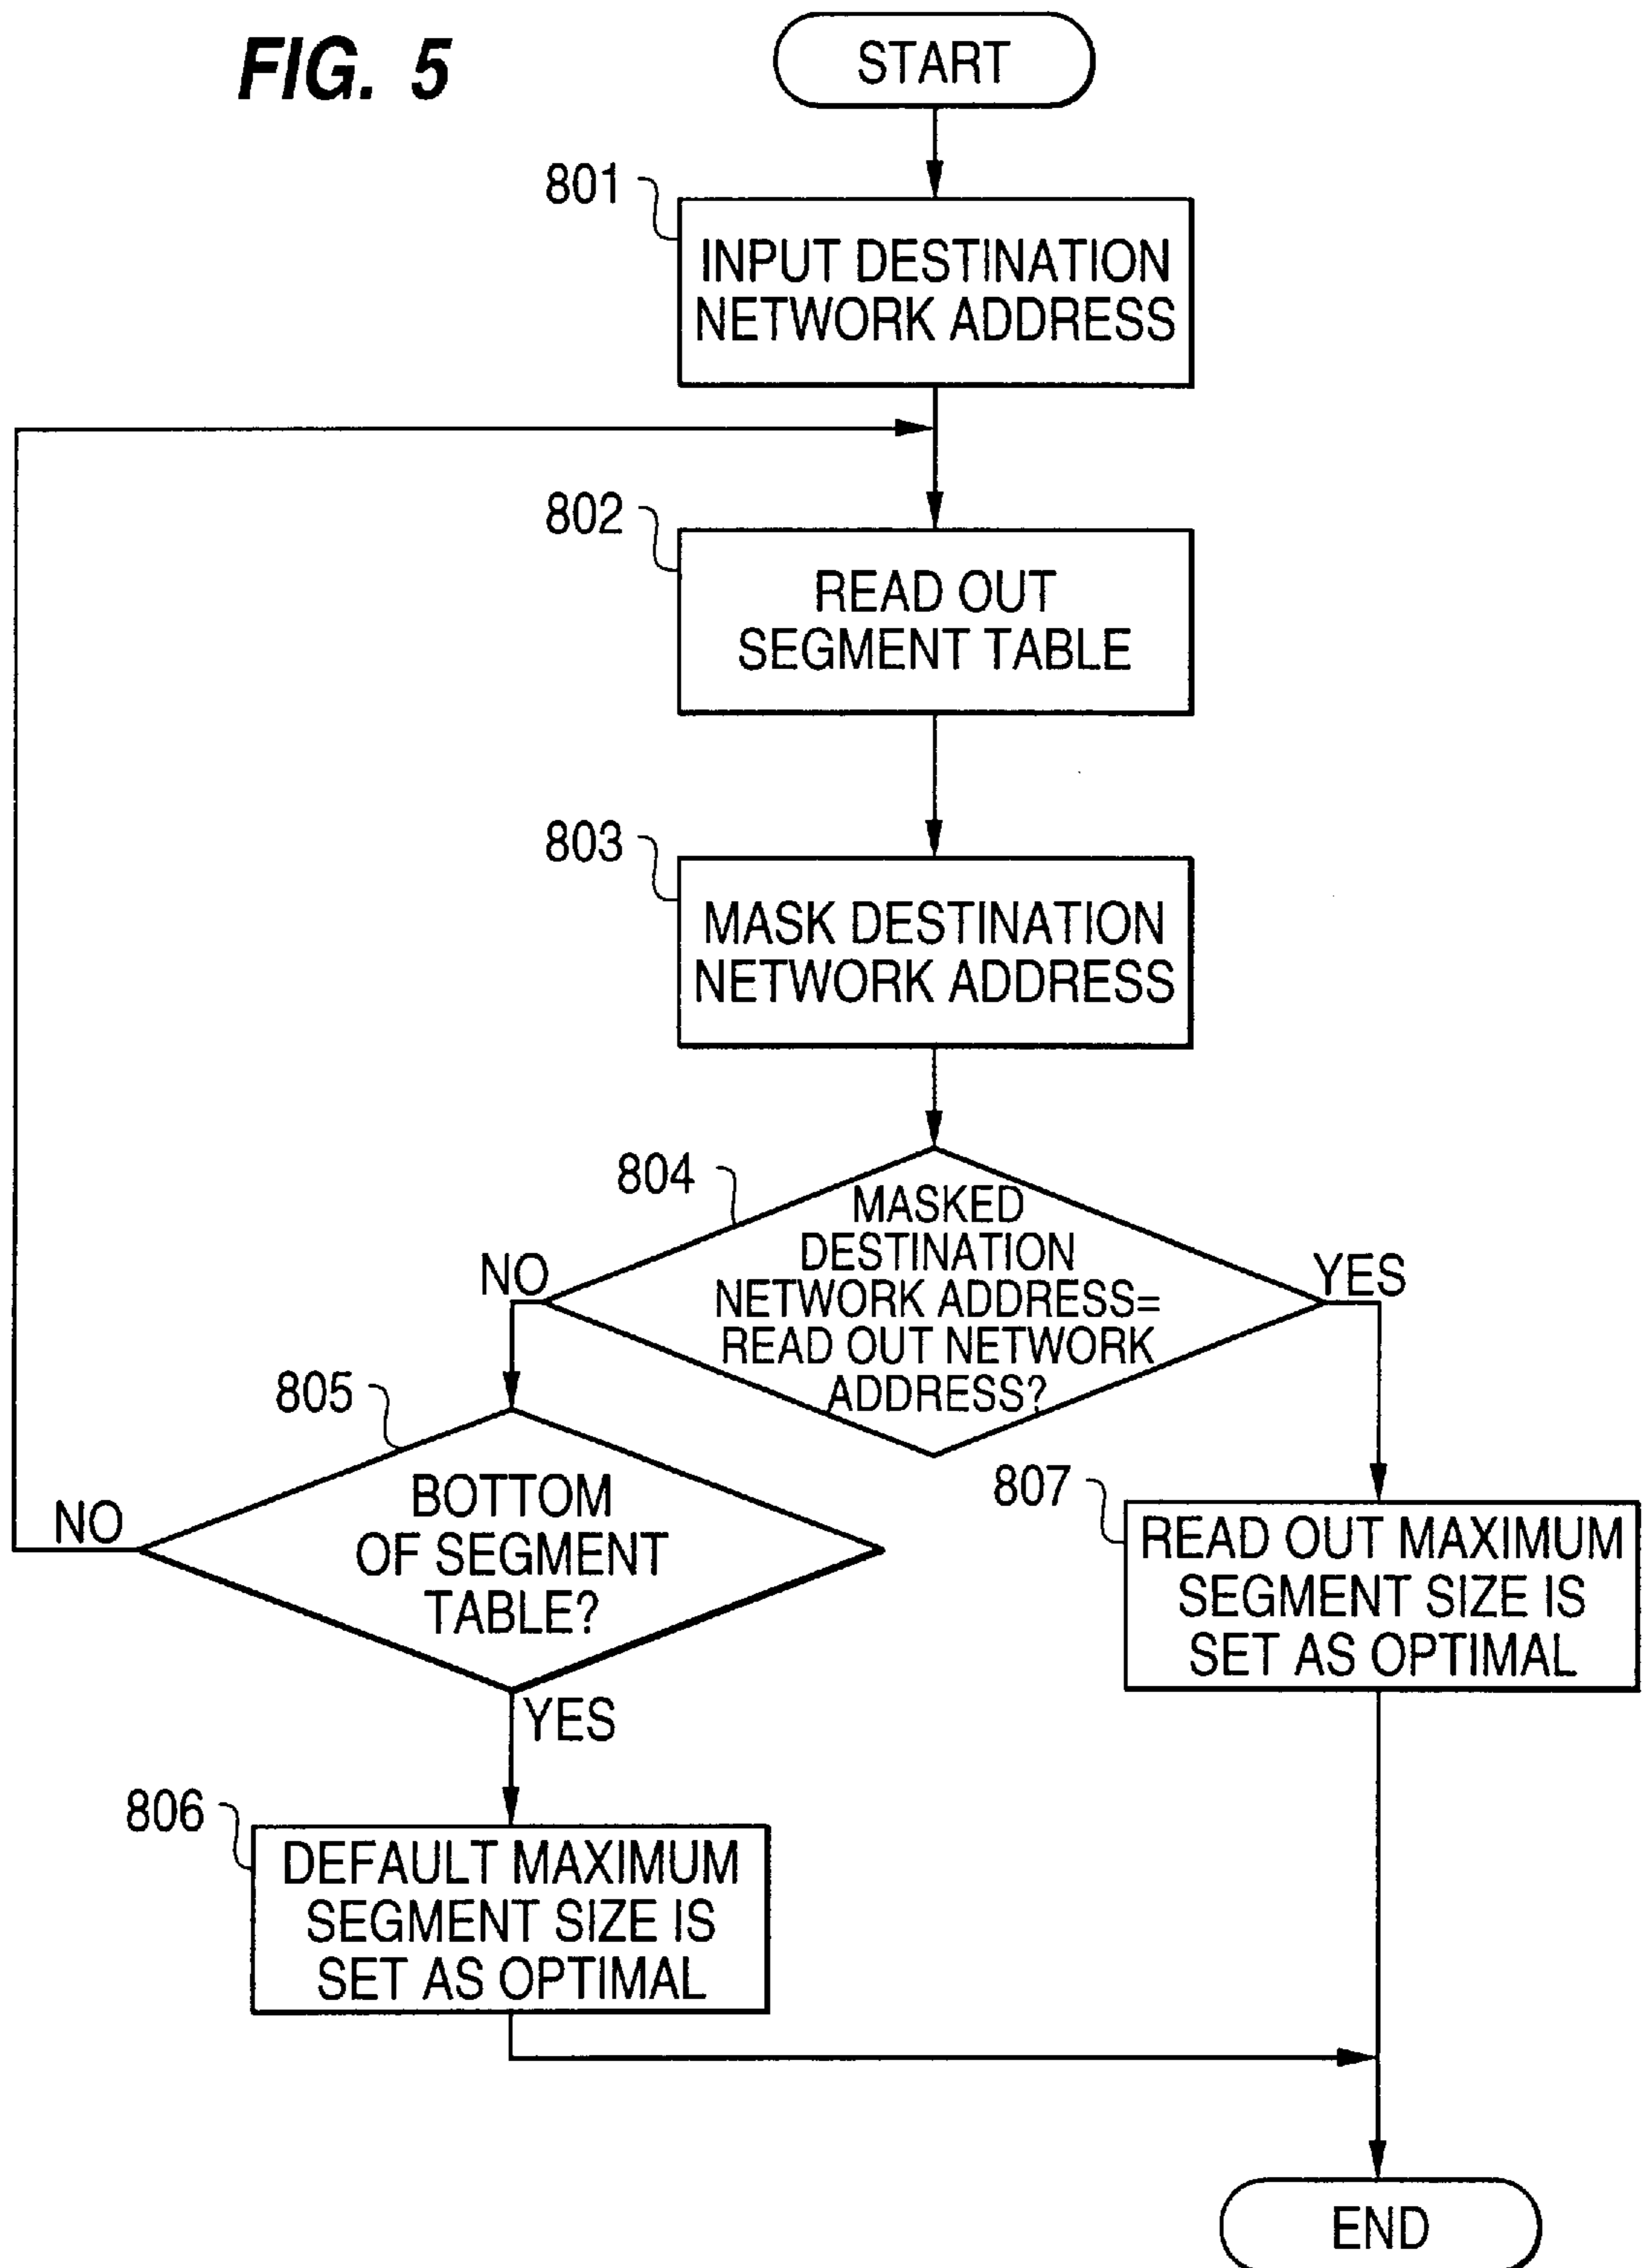 FIG. 5
START
801
INPUT DESTINATION
NETWORK ADDRESS
802
READ OUT
SEGMENT TABLE
803
MASK DESTINATION
NETWORK ADDRESS
804
MASKED
DESTINATION
NETWORK ADDRESS=
READ OUT NETWORK
ADDRESS?
NO
YES
805
BOTTOM
OF SEGMENT
TABLE?
NO
YES
807
READ OUT MAXIMUM
SEGMENT SIZE IS
SET AS OPTIMAL
806
DEFAULT MAXIMUM
SEGMENT SIZE IS
SET AS OPTIMAL
END